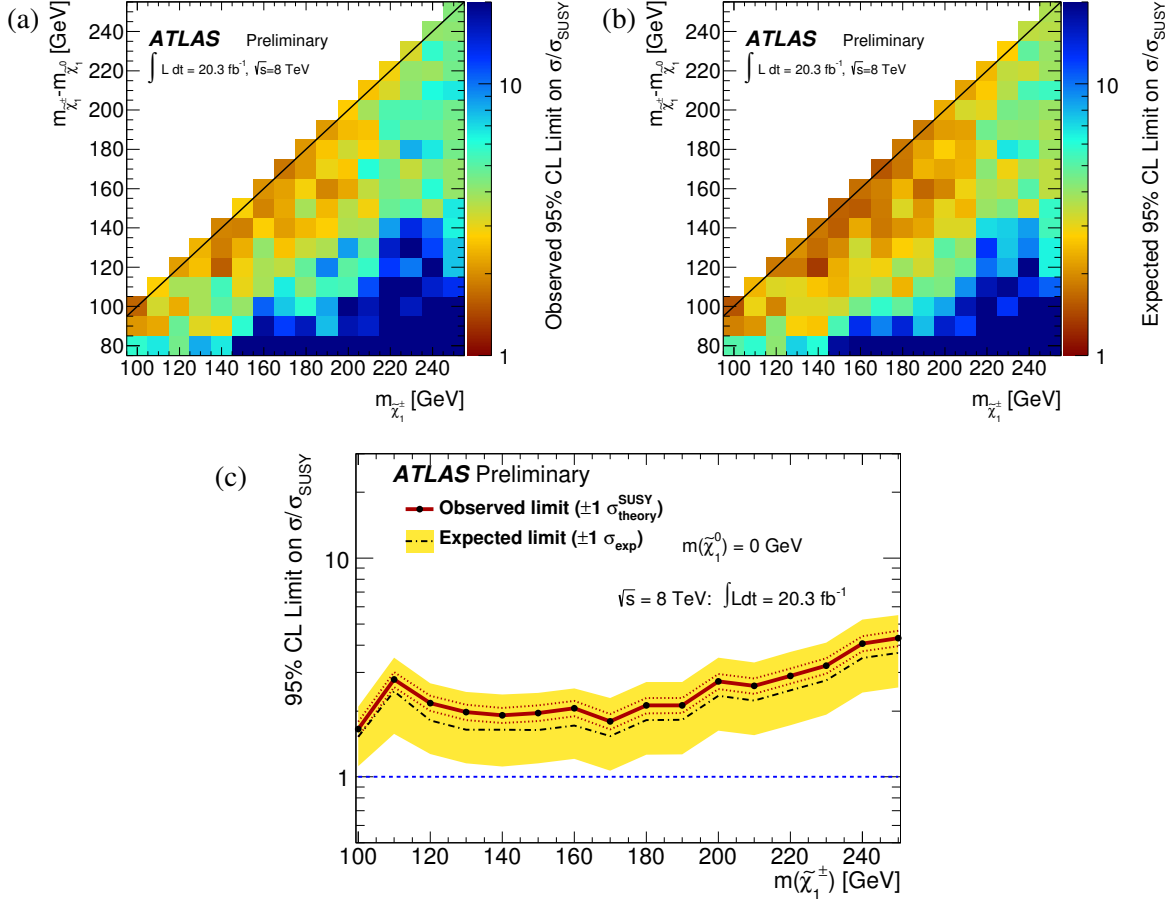 (a)
ATLAS Preliminary
∫ L dt = 20.3 fb⁻¹, √s=8 TeV
m_χ̃₁± - m_χ̃₁⁰ [GeV]
240
220
200
180
160
140
120
100
80
100 120 140 160 180 200 220 240
m_χ̃₁± [GeV]
10
1
Observed 95% CL Limit on σ/σ_SUSY
(b)
ATLAS Preliminary
∫ L dt = 20.3 fb⁻¹, √s=8 TeV
m_χ̃₁± - m_χ̃₁⁰ [GeV]
240
220
200
180
160
140
120
100
80
100 120 140 160 180 200 220 240
m_χ̃₁± [GeV]
10
1
Expected 95% CL Limit on σ/σ_SUSY
(c)
ATLAS Preliminary
Observed limit (±1 σ_theory^SUSY)
Expected limit (±1 σ_exp)
m(χ̃₁⁰) = 0 GeV
√s = 8 TeV: ∫Ldt = 20.3 fb⁻¹
95% CL Limit on σ/σ_SUSY
10
1
100 120 140 160 180 200 220 240
m(χ̃₁±) [GeV]